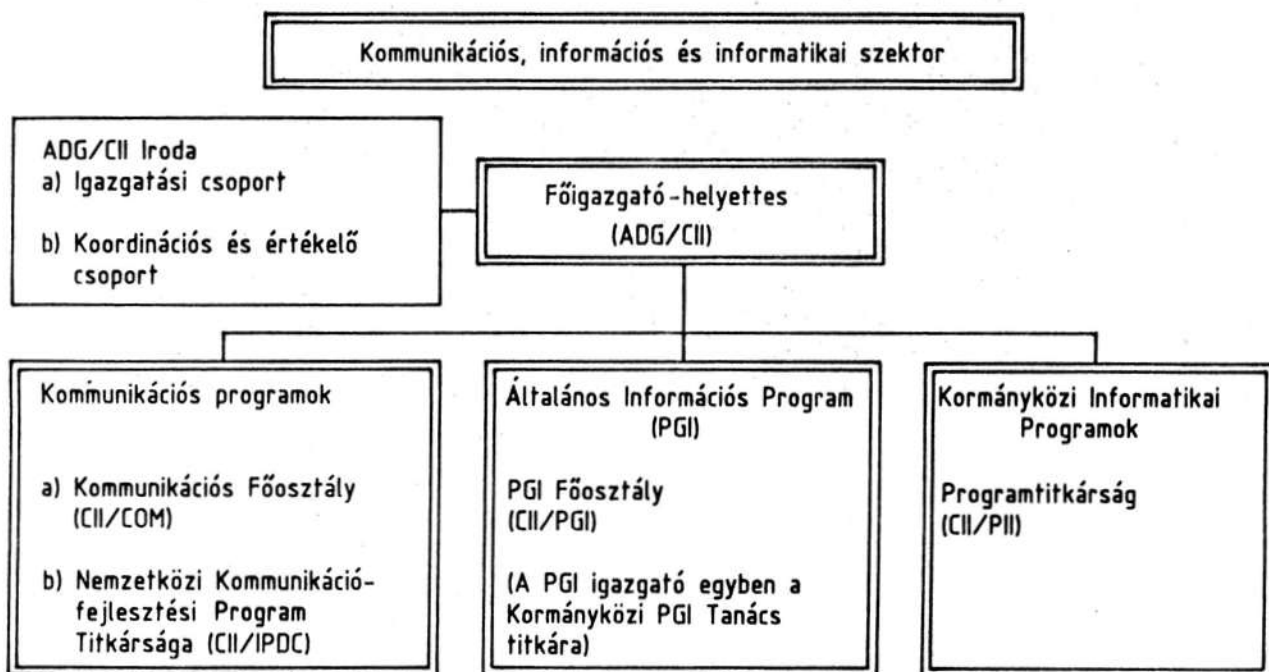 Kommunikációs, információs és informatikai szektor
ADG/CII Iroda
a) Igazgatási csoport
b) Koordinációs és értékelő
csoport
Főigazgató-helyettes
(ADG/CII)
Kommunikációs programok
a) Kommunikációs Főosztály
(CII/COM)
b) Nemzetközi Kommunikáció-
fejlesztési Program
Titkársága (CII/IPDC)
Általános Információs Program
(PGI)
PGI Főosztály
(CII/PGI)
(A PGI igazgató egyben a
Kormányközi PGI Tanács
titkára)
Kormányközi Informatikai
Programok
Programtitkárság
(CII/PII)